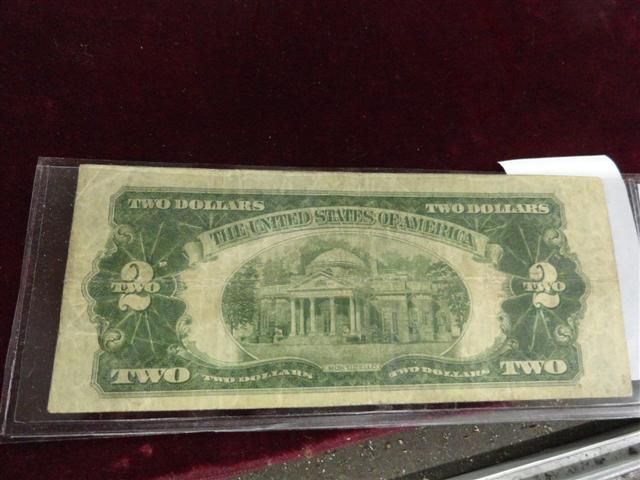 TWO DOLLARS
TWO DOLLARS
THE UNITED STATES OF AMERICA
2
TWO
2
TWO
MONTICELLO
TWO
TWO DOLLARS
TWO DOLLARS
TWO